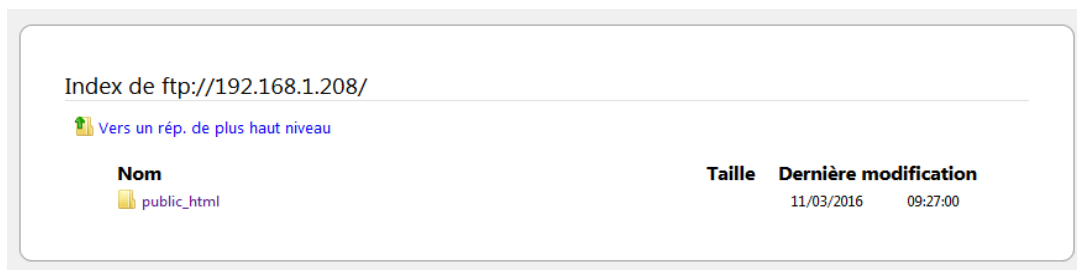 Index de ftp://192.168.1.208/
Vers un rép. de plus haut niveau
Nom Taille Dernière modification
public_html 11/03/2016 09:27:00